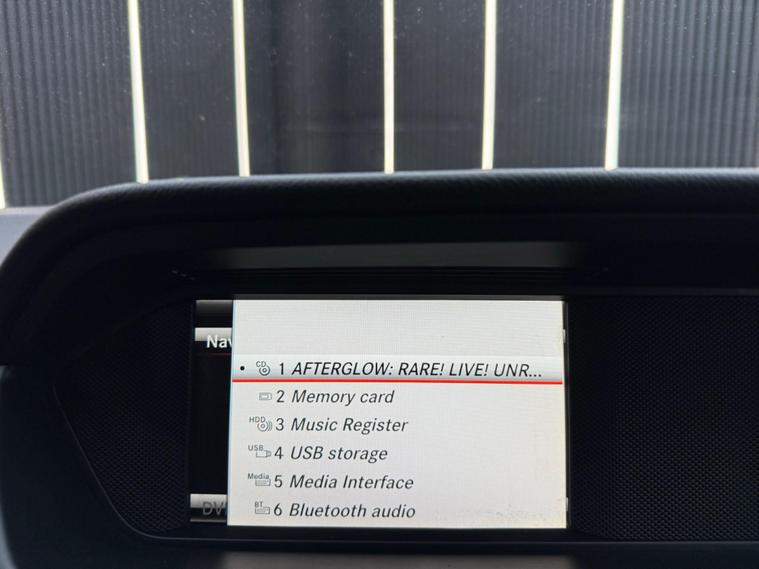 Nav
CD 1 AFTERGLOW: RARE! LIVE! UNR...
2 Memory card
HDD 3 Music Register
USB 4 USB storage
Media 5 Media Interface
DV
BT 6 Bluetooth audio